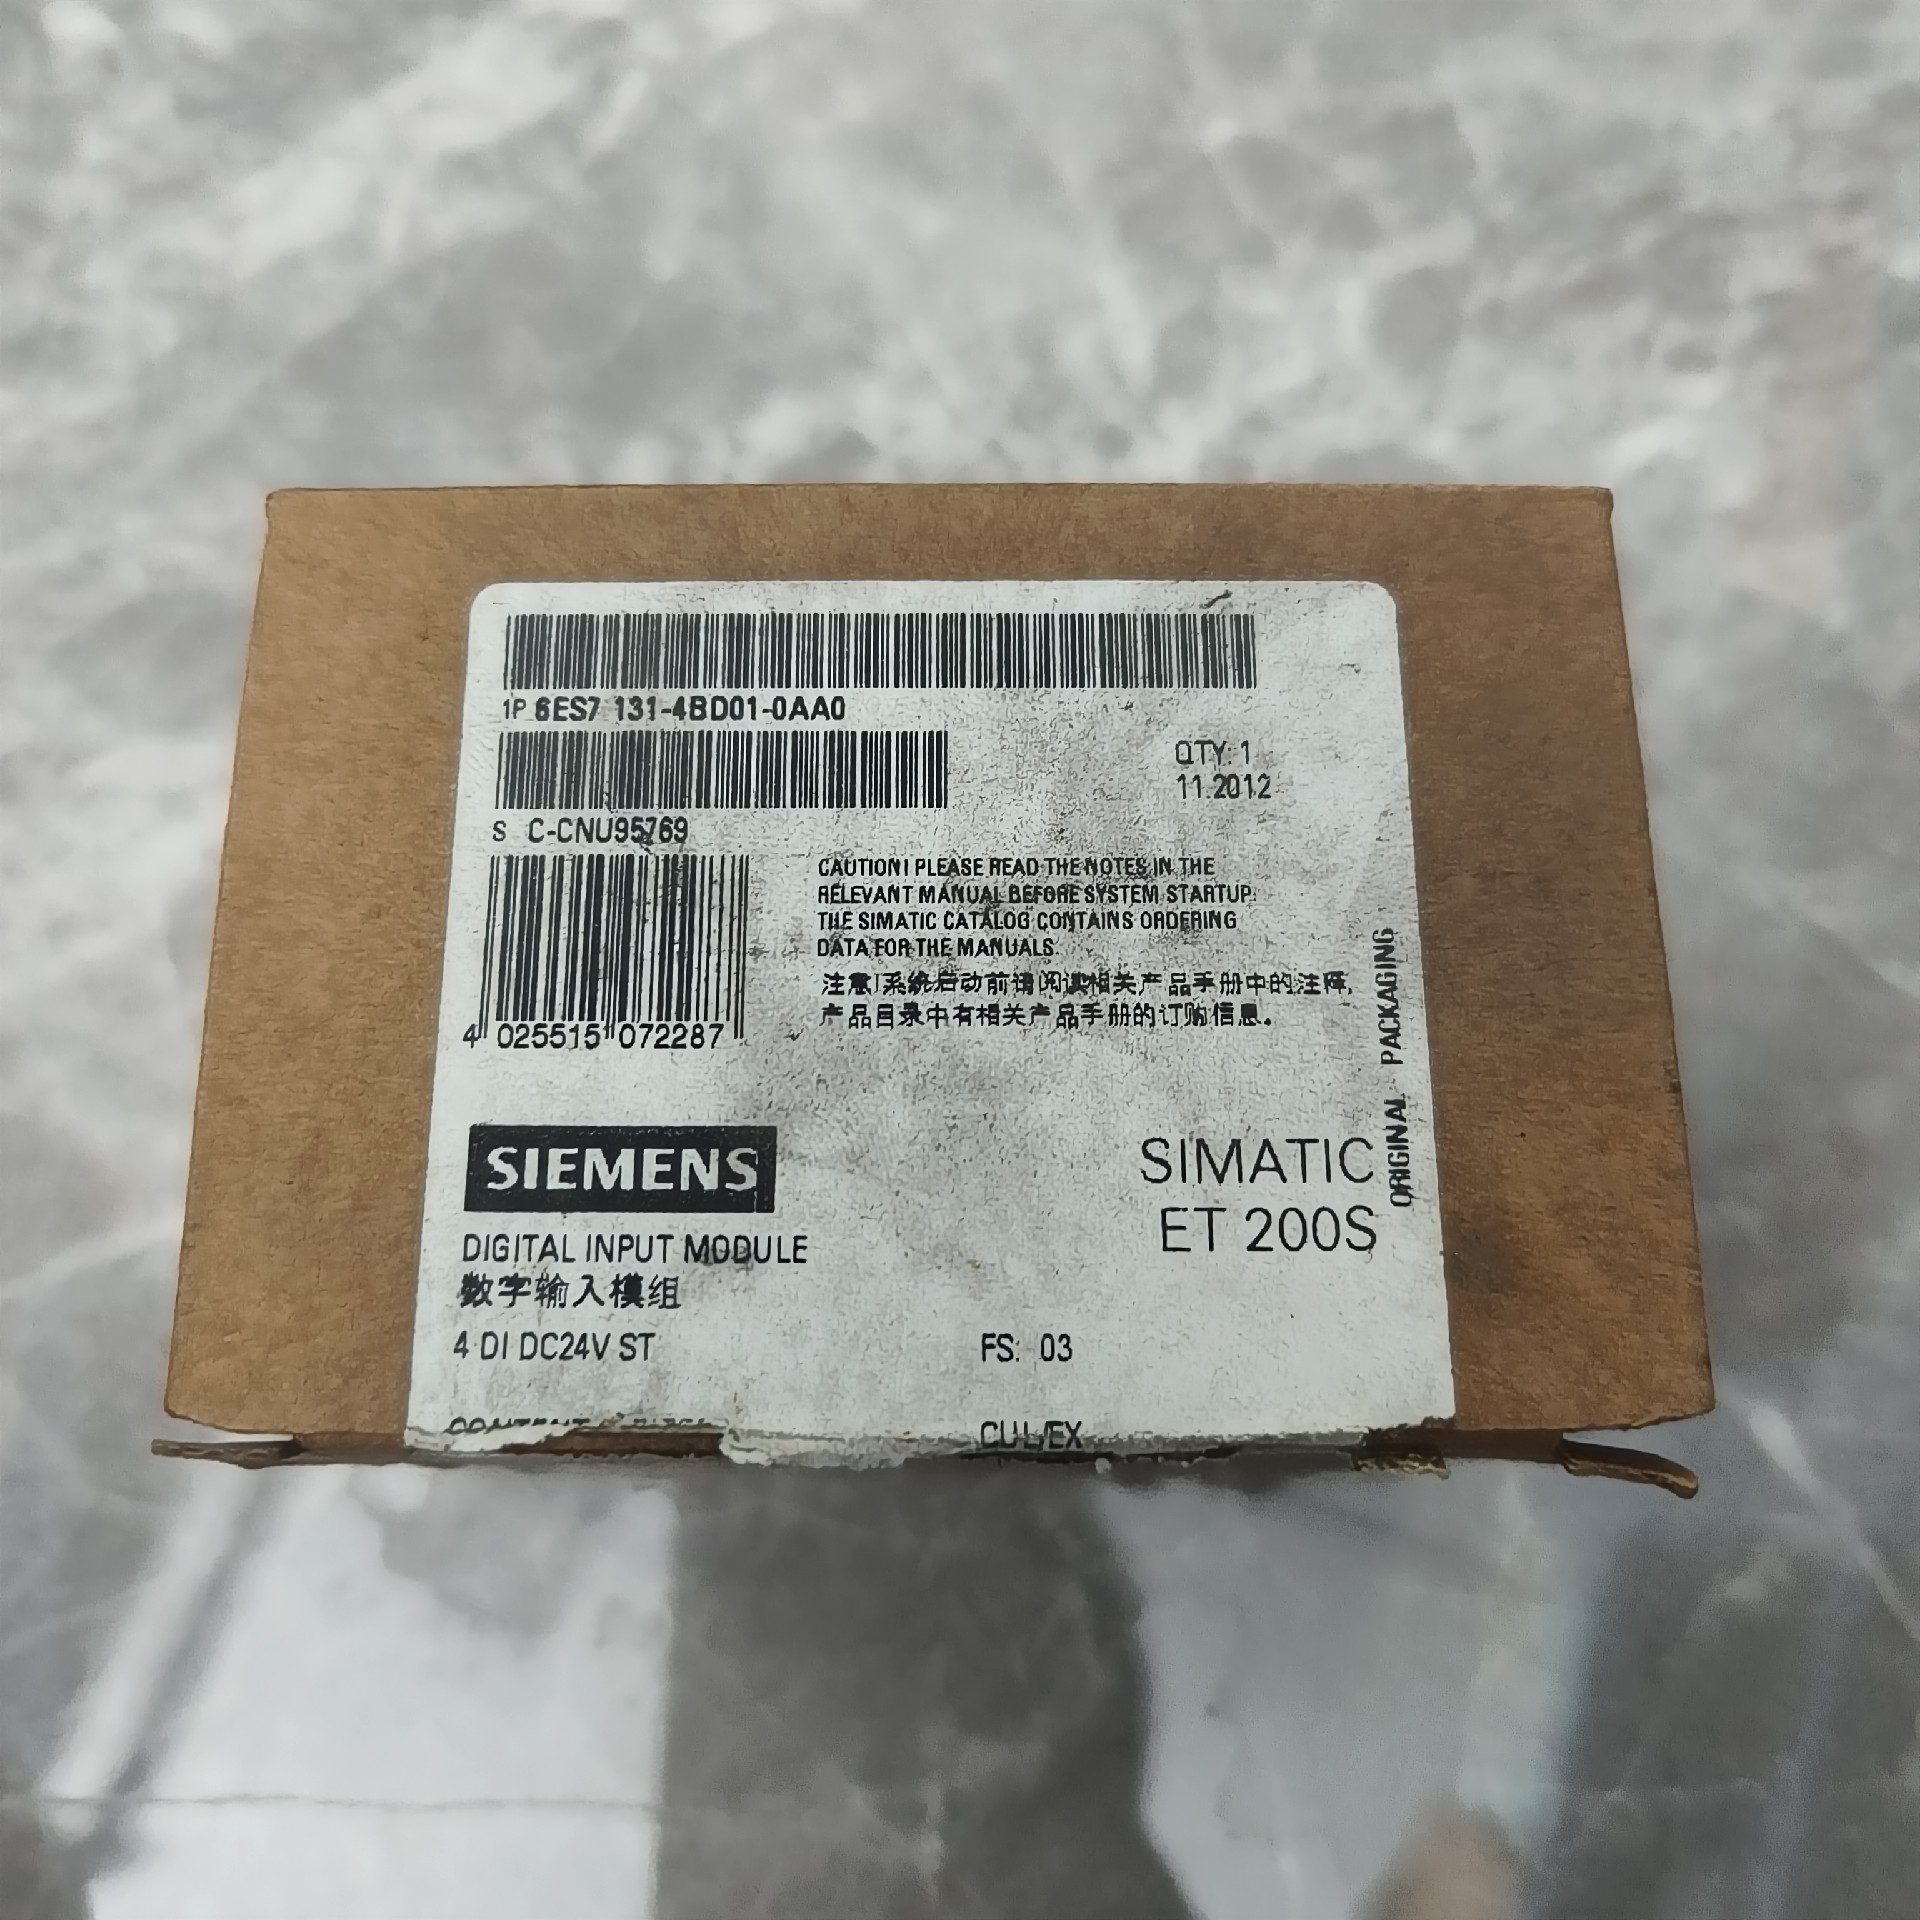 1P 6ES7 131-4BD01-0AA0
QTY: 1
11.2012
S C-CNU95769
CAUTION! PLEASE READ THE NOTES IN THE
RELEVANT MANUAL BEFORE SYSTEM STARTUP.
THE SIMATIC CATALOG CONTAINS ORDERING
DATA FOR THE MANUALS.
注意!系统启动前请阅读相关产品手册中的注释,
产品目录中有相关产品手册的订购信息。
4 025515 072287
ORIGINAL PACKAGING
SIEMENS
SIMATIC
ET 200S
DIGITAL INPUT MODULE
数字输入模组
4 DI DC24V ST
FS: 03